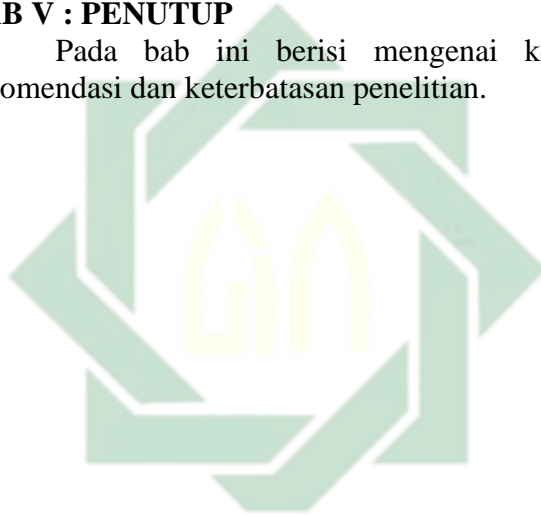 AB V : PENUTUP
Pada bab ini berisi mengenai k
omendasi dan keterbatasan penelitian.